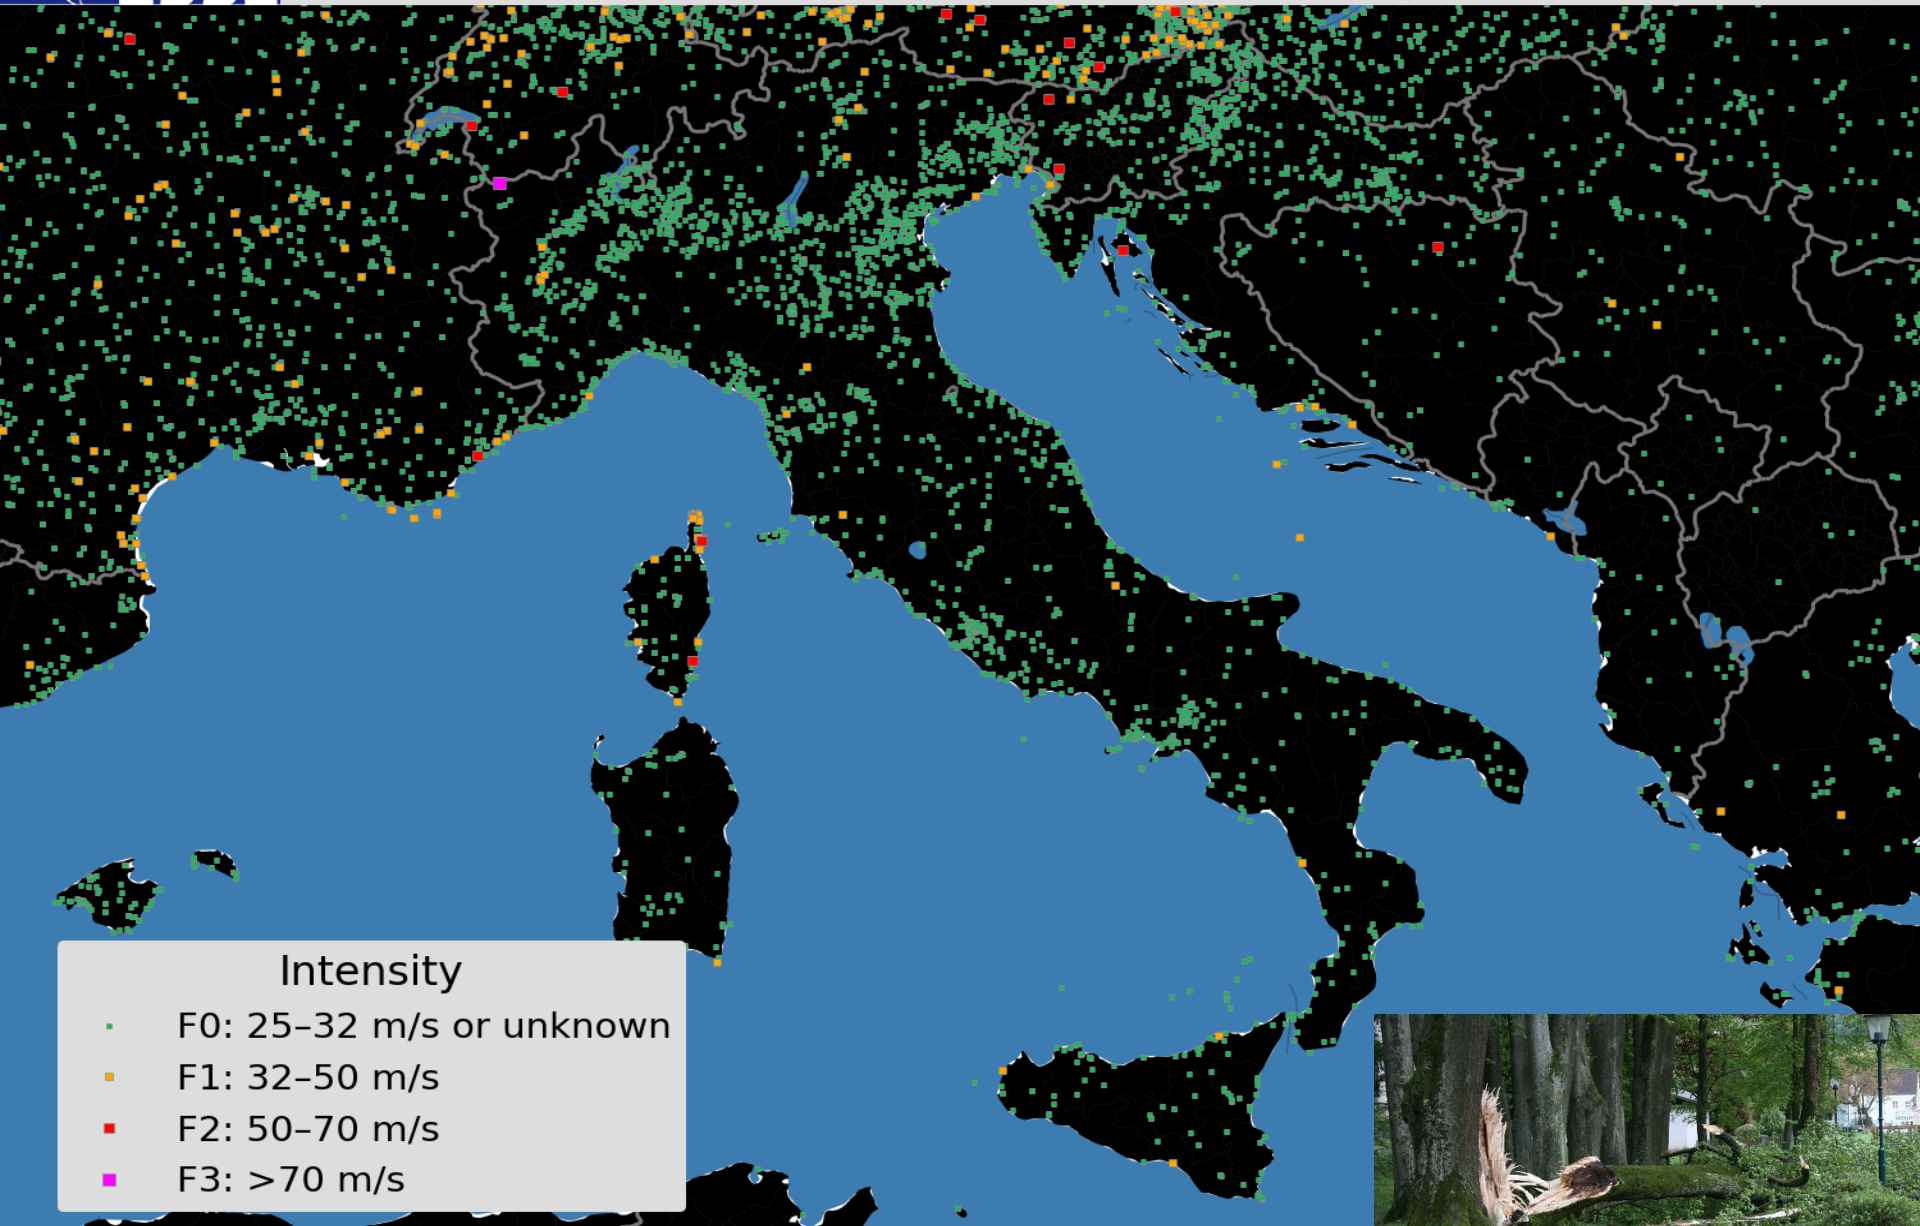 Intensity
F0: 25–32 m/s or unknown
F1: 32–50 m/s
F2: 50–70 m/s
F3: >70 m/s